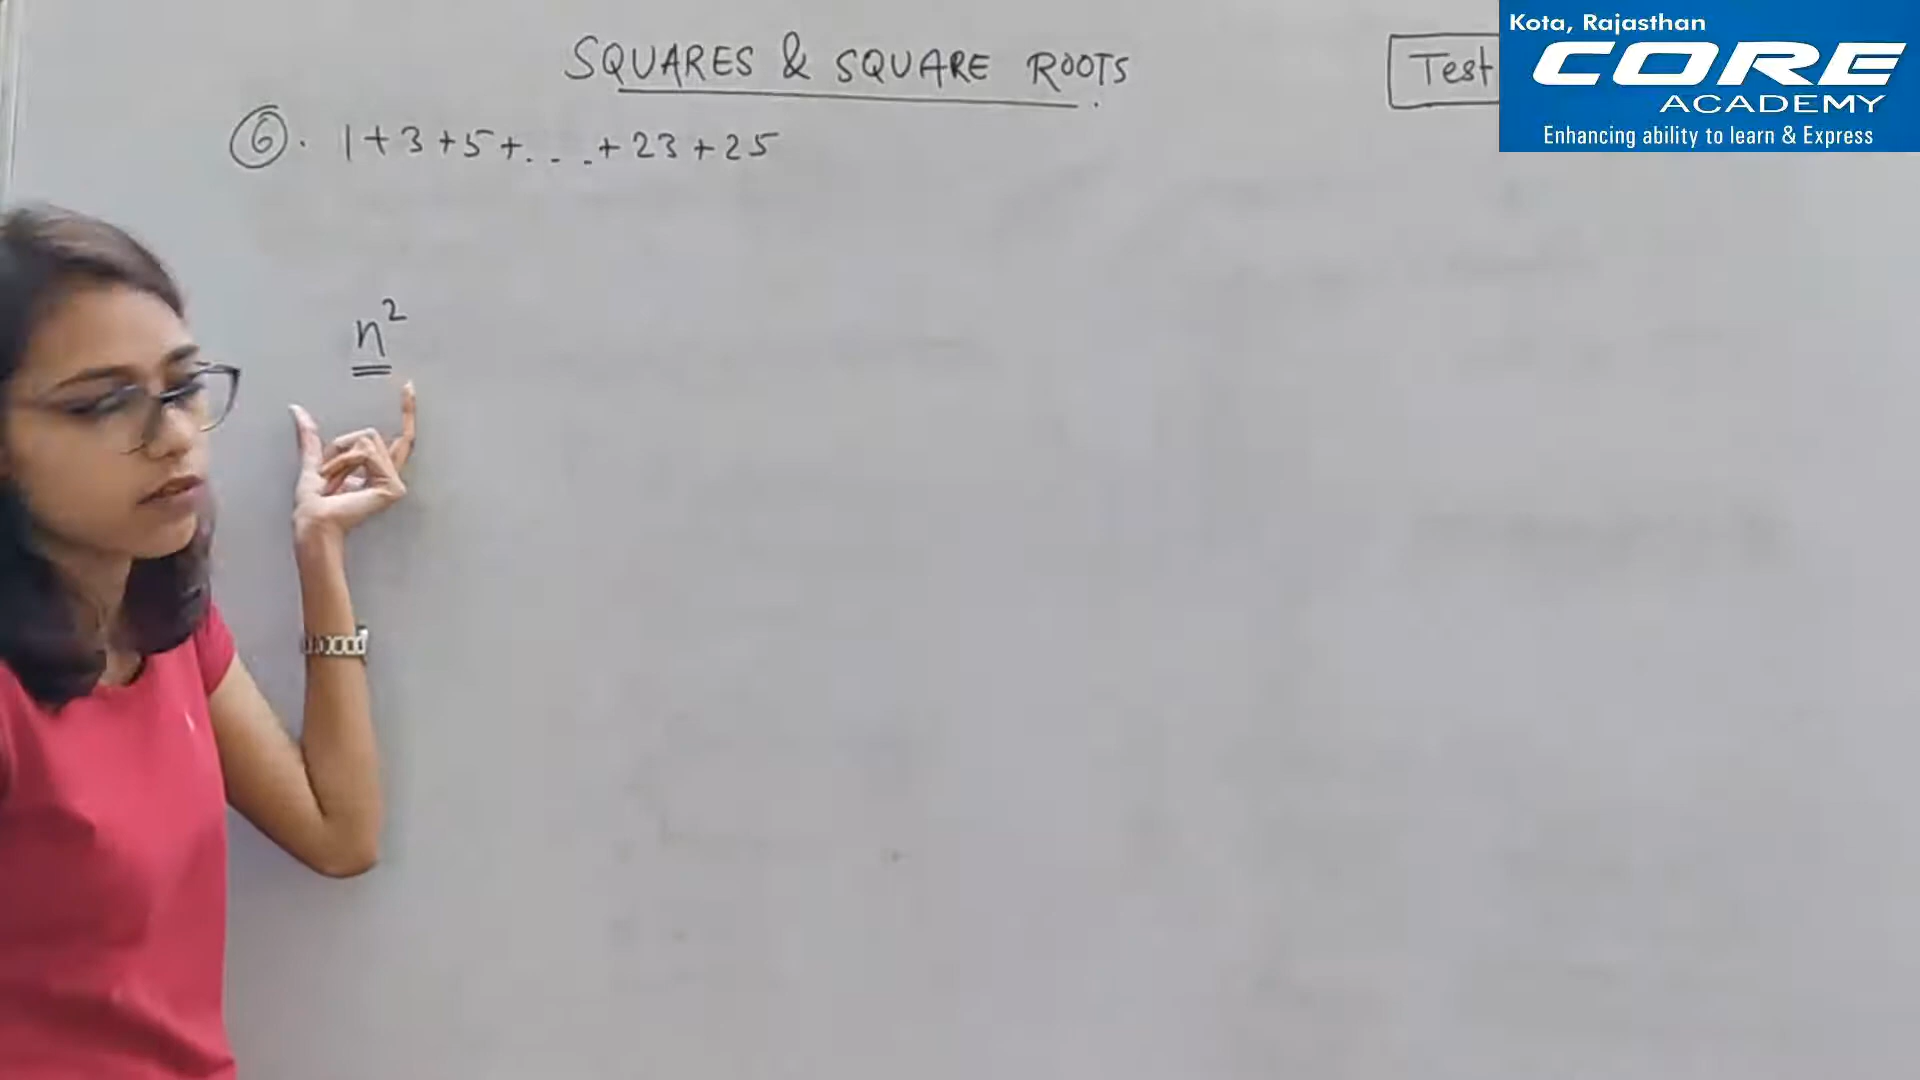 SQUARES & SQUARE ROOTS
Test
Kota, Rajasthan
CORE
ACADEMY
Enhancing ability to learn & Express
6. 1+3+5+...+23+25
n²